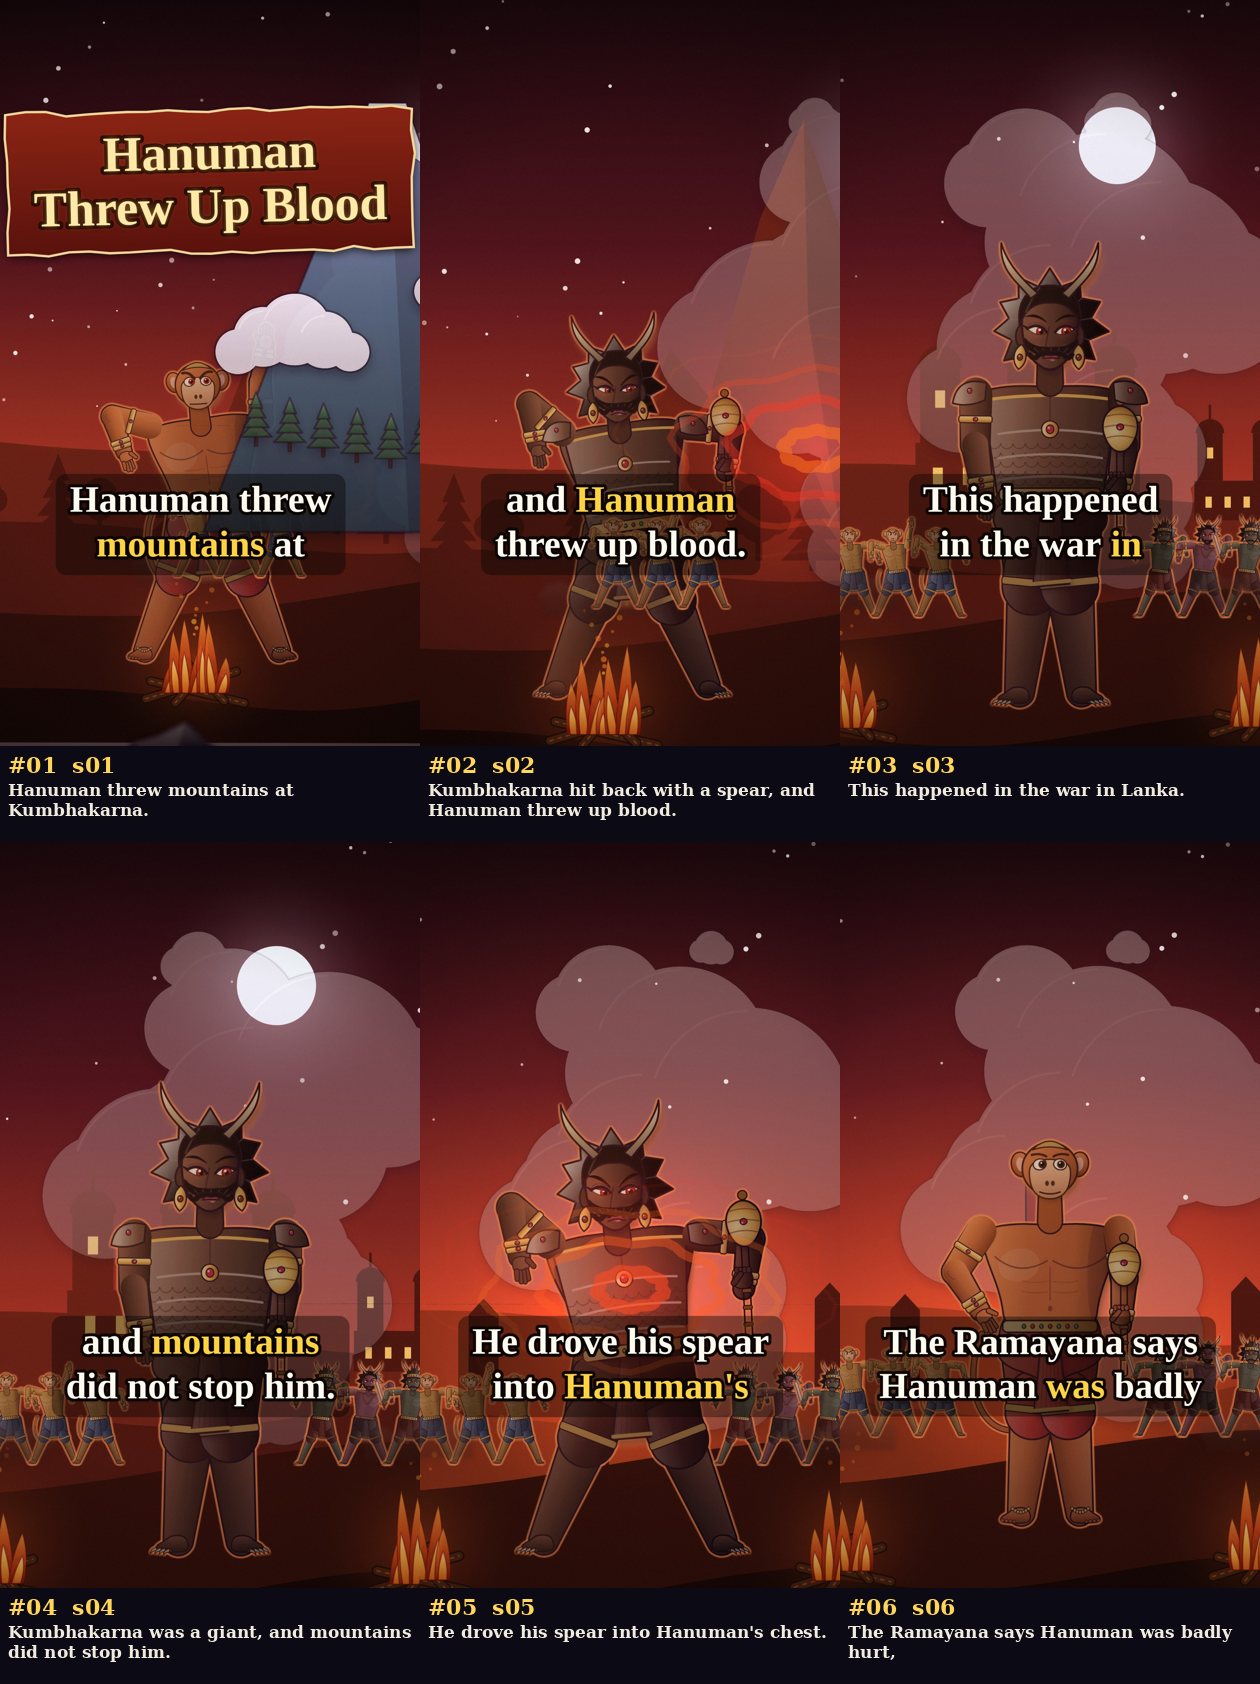 Hanuman
Threw Up Blood
Hanuman threw
mountains at
and Hanuman
threw up blood.
This happened
in the war in
#01 s01
Hanuman threw mountains at
Kumbhakarna.
#02 s02
Kumbhakarna hit back with a spear, and
Hanuman threw up blood.
#03 s03
This happened in the war in Lanka.
and mountains
did not stop him.
He drove his spear
into Hanuman's
The Ramayana says
Hanuman was badly
#04 s04
Kumbhakarna was a giant, and mountains
did not stop him.
#05 s05
He drove his spear into Hanuman's chest.
#06 s06
The Ramayana says Hanuman was badly
hurt,